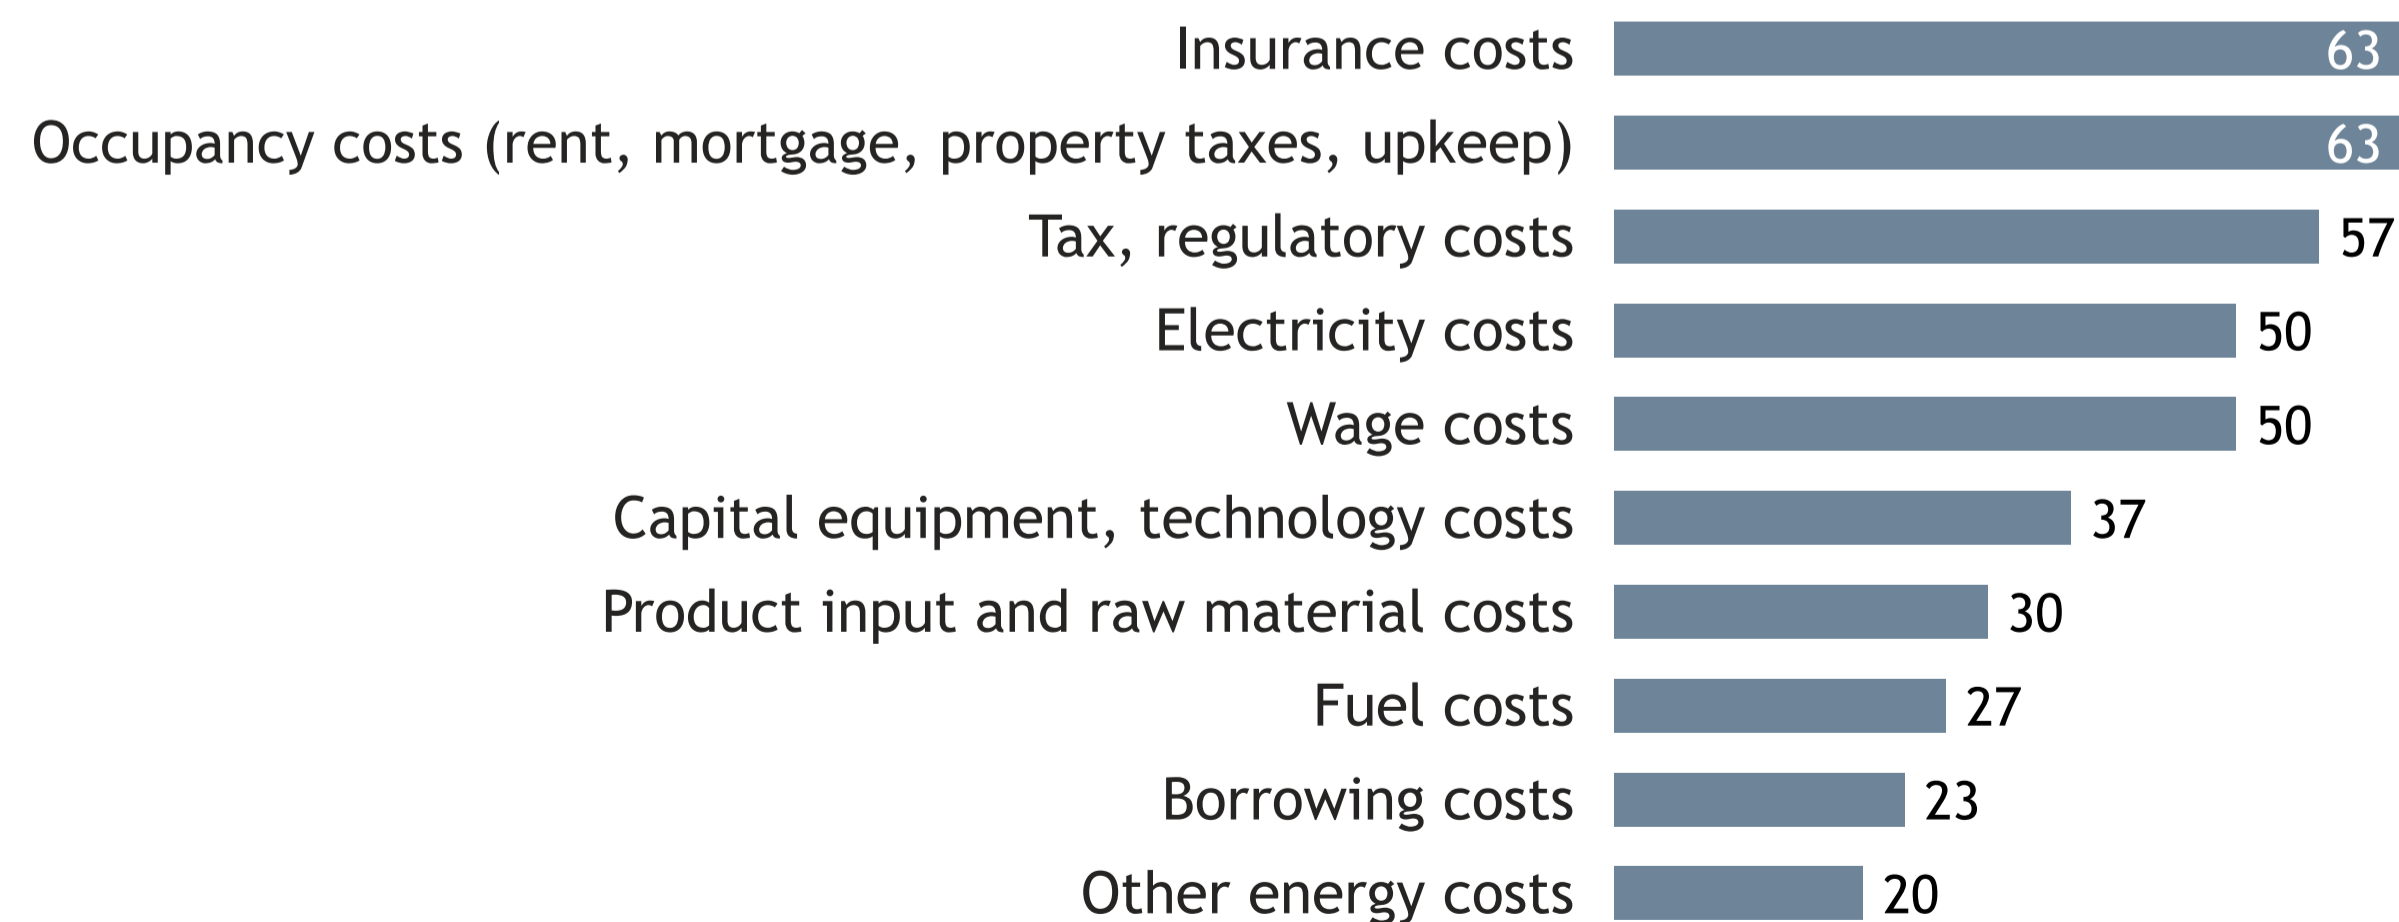 Insurance costs 63
Occupancy costs (rent, mortgage, property taxes, upkeep) 63
Tax, regulatory costs 57
Electricity costs 50
Wage costs 50
Capital equipment, technology costs 37
Product input and raw material costs 30
Fuel costs 27
Borrowing costs 23
Other energy costs 20